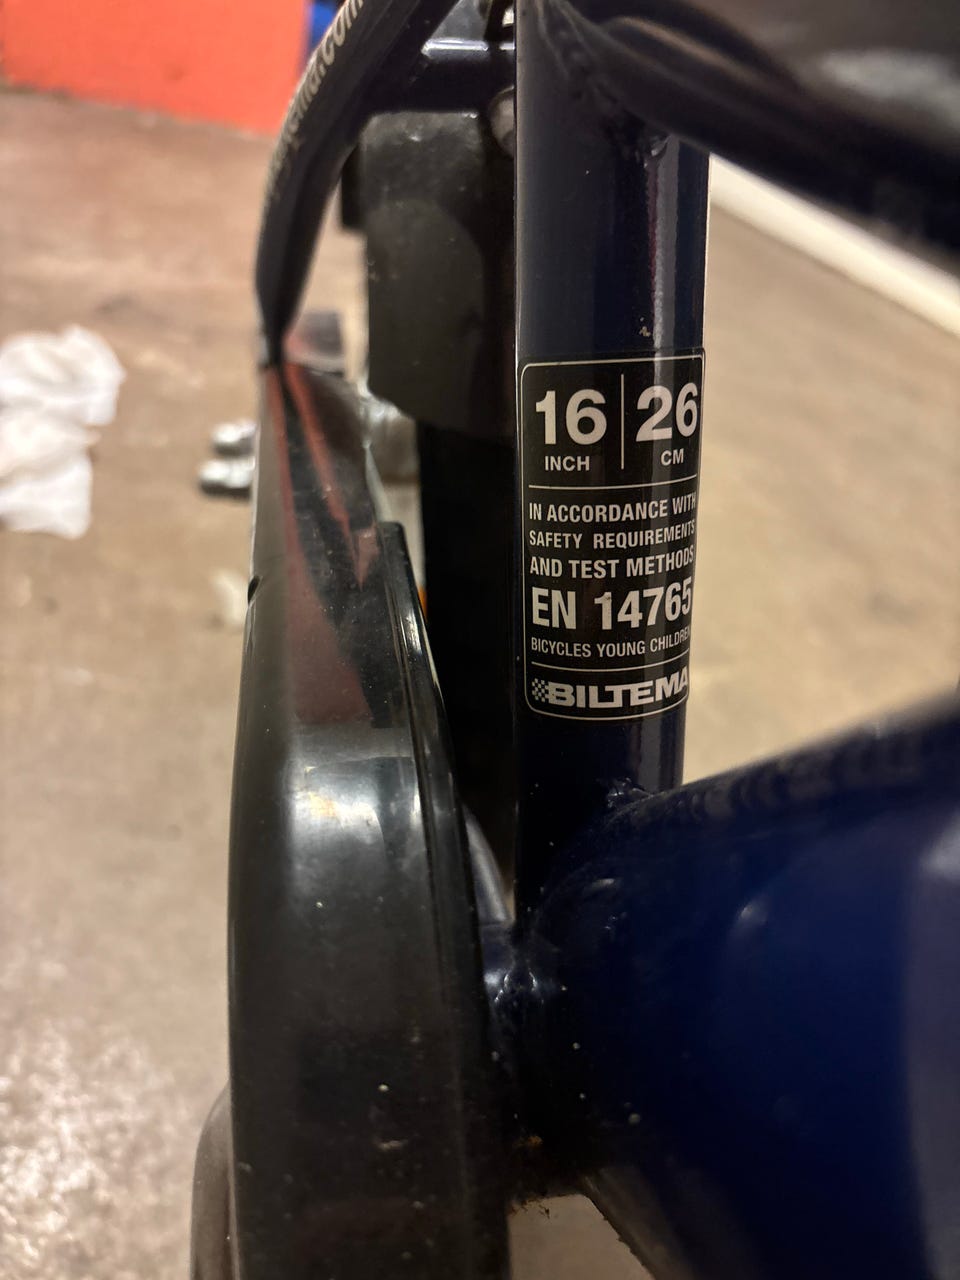 16 26
INCH CM
IN ACCORDANCE WITH
SAFETY REQUIREMENTS
AND TEST METHODS
EN 14765
BICYCLES YOUNG CHILDREN
BILTEMA